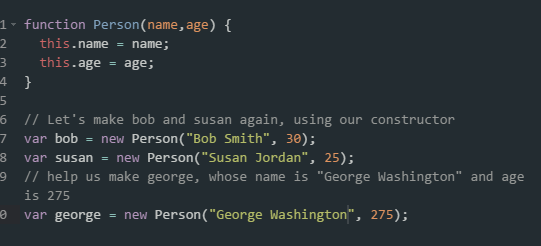 1 function Person(name,age) {
2 this.name = name;
3 this.age = age;
4 }
5
6 // Let's make bob and susan again, using our constructor
7 var bob = new Person("Bob Smith", 30);
8 var susan = new Person("Susan Jordan", 25);
9 // help us make george, whose name is "George Washington" and age
is 275
0 var george = new Person("George Washington", 275);